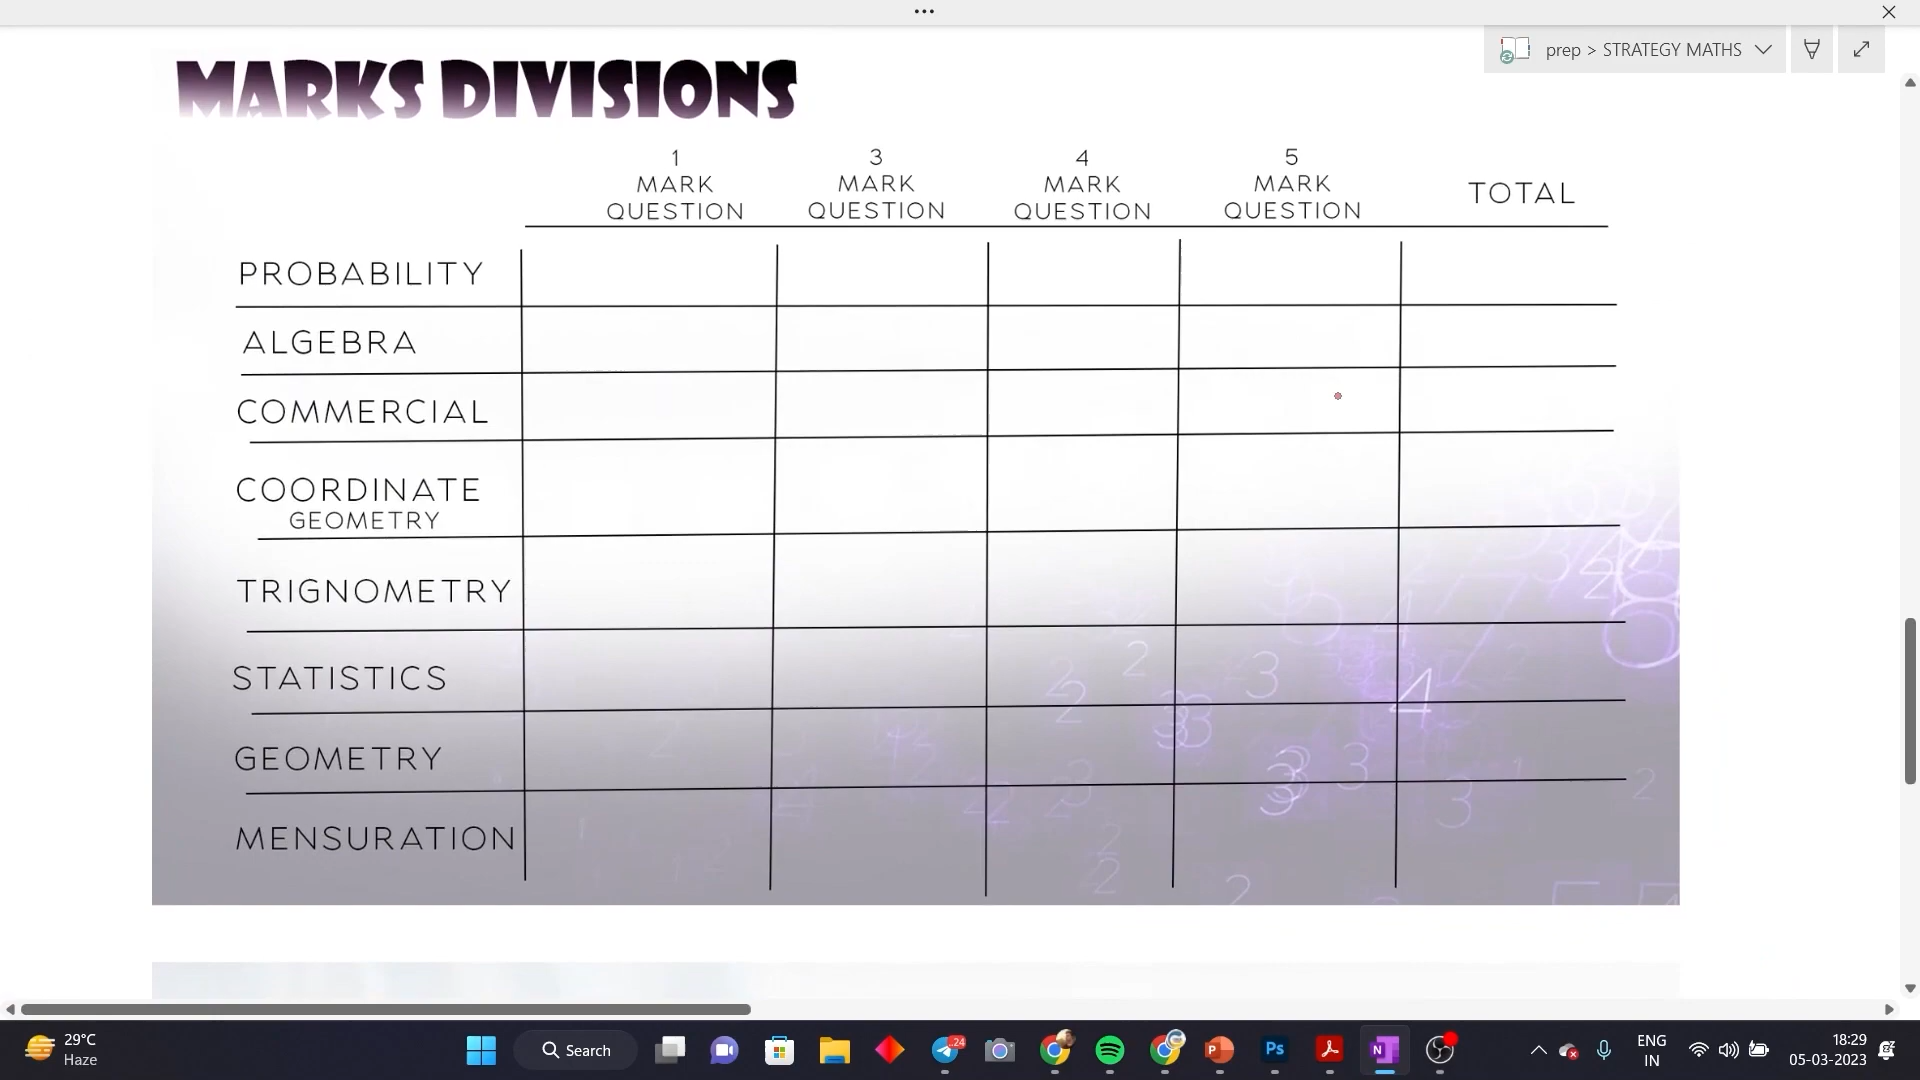 prep > STRATEGY MATHS
MARKS DIVISIONS
1 MARK QUESTION
3 MARK QUESTION
4 MARK QUESTION
5 MARK QUESTION
TOTAL
PROBABILITY
ALGEBRA
COMMERCIAL
COORDINATE
GEOMETRY
TRIGNOMETRY
STATISTICS
GEOMETRY
MENSURATION
29°C
Haze
Search
24
ENG
IN
18:29
05-03-2023